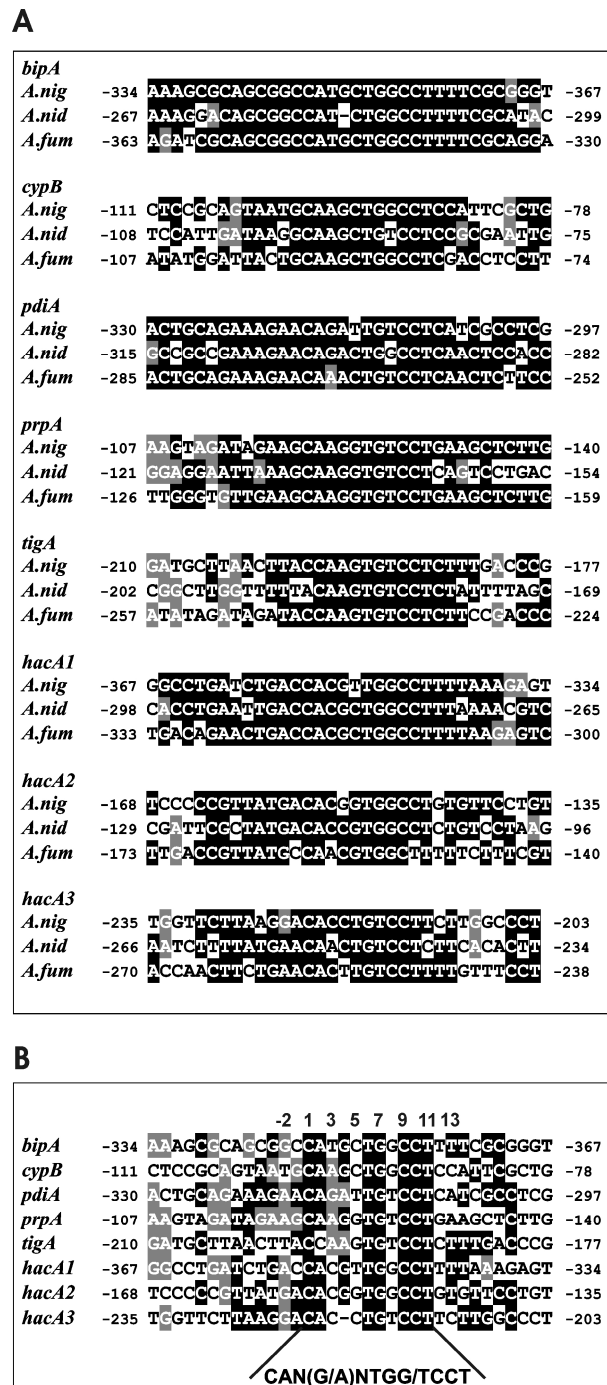 A
bipA
A.nig -334 AAAGCGCAGCGGCCATGCTGGCCTTTTCGCGGGT -367
A.nid -267 AAAGGACAGCGGCCAT-CTGGCCTTTTCGCATAC -299
A.fum -363 AGATCGCAGCGGCCATGCTGGCCTTTTCGCAGGA -330
cypB
A.nig -111 CTCCGCAGTAATGCAAGCTGGCCTCCATTCGCTG -78
A.nid -108 TCCATTGATAAGGCAAGCTGTCCTCCGCGAATTG -75
A.fum -107 ATATGGATTACTGCAAGCTGGCCTCGACCTCCTT -74
pdiA
A.nig -330 ACTGCAGAAAGAACAGATTGTCCTCATCGCCTCG -297
A.nid -315 GCCGCCGAAAGAACAGACTGGCCTCAACTCCACC -282
A.fum -285 ACTGCAGAAAGAACAAACTGTCCTCAACTCTTCC -252
prpA
A.nig -107 AAGTAGATAGAAGCAAGGTGTCCTGAAGCTCTTG -140
A.nid -121 GGAGGAATTAAAGCAAGGTGTCCTCAGTCCTGAC -154
A.fum -126 TTGGGTGTTGAAGCAAGGTGTCCTGAAGCTCTTG -159
tigA
A.nig -210 GATGCTTAACTTACCAAGTGTCCTCTTTGACCCG -177
A.nid -202 CGGCTTGGTTTTTACAAGTGTCCTCTATTTTAGC -169
A.fum -257 ATATAGATAGATACCAAGTGTCCTCTTCCGACCC -224
hacA1
A.nig -367 GGCCTGATCTGACCACGTTGGCCTTTTTAAAGAGT -334
A.nid -298 CACCTGAATTGACCACGCTGGCCTTTAAAACGTC -265
A.fum -333 TGACAGAACTGACCACGCTGGCCTTTTAAGAGTC -300
hacA2
A.nig -168 TCCCCCGTTATGACACGGTGGCCTGTGTTCCTGT -135
A.nid -129 CGATTCGCTATGACACCGTGGCCTCTGTCCTAAG -96
A.fum -173 TTGACCGTTATGCCAACGTGGCTTTTTCTTTCGT -140
hacA3
A.nig -235 TGGTTCTTAAGGACACCTGTCCTTCTTGGCCCT -203
A.nid -266 AATCTTTTATGAACAACTGTCCTCTTCACACTT -234
A.fum -270 ACCAACTTCTGAACACTTGTCCTTTTGTTTCCT -238
B
-2 1 3 5 7 9 11 13
bipA -334 AAAGCGCAGCGGCCATGCTGGCCTTTTCGCGGGT -367
cypB -111 CTCCGCAGTAATGCAAGCTGGCCTCCATTCGCTG -78
pdiA -330 ACTGCAGAAAGAACAGATTGTCCTCATCGCCTCG -297
prpA -107 AAGTAGATAGAAGCAAGGTGTCCTGAAGCTCTTG -140
tigA -210 GATGCTTAACTTACCAAGTGTCCTCTTTGACCCG -177
hacA1 -367 GGCCTGATCTGACCACGTTGGCCTTTTTAAAGAGT -334
hacA2 -168 TCCCCCGTTATGACACGGTGGCCTGTGTTCCTGT -135
hacA3 -235 TGGTTCTTAAGGACAC-CTGTCCTTCTTGGCCCT -203
CAN(G/A)NTGG/TCCT